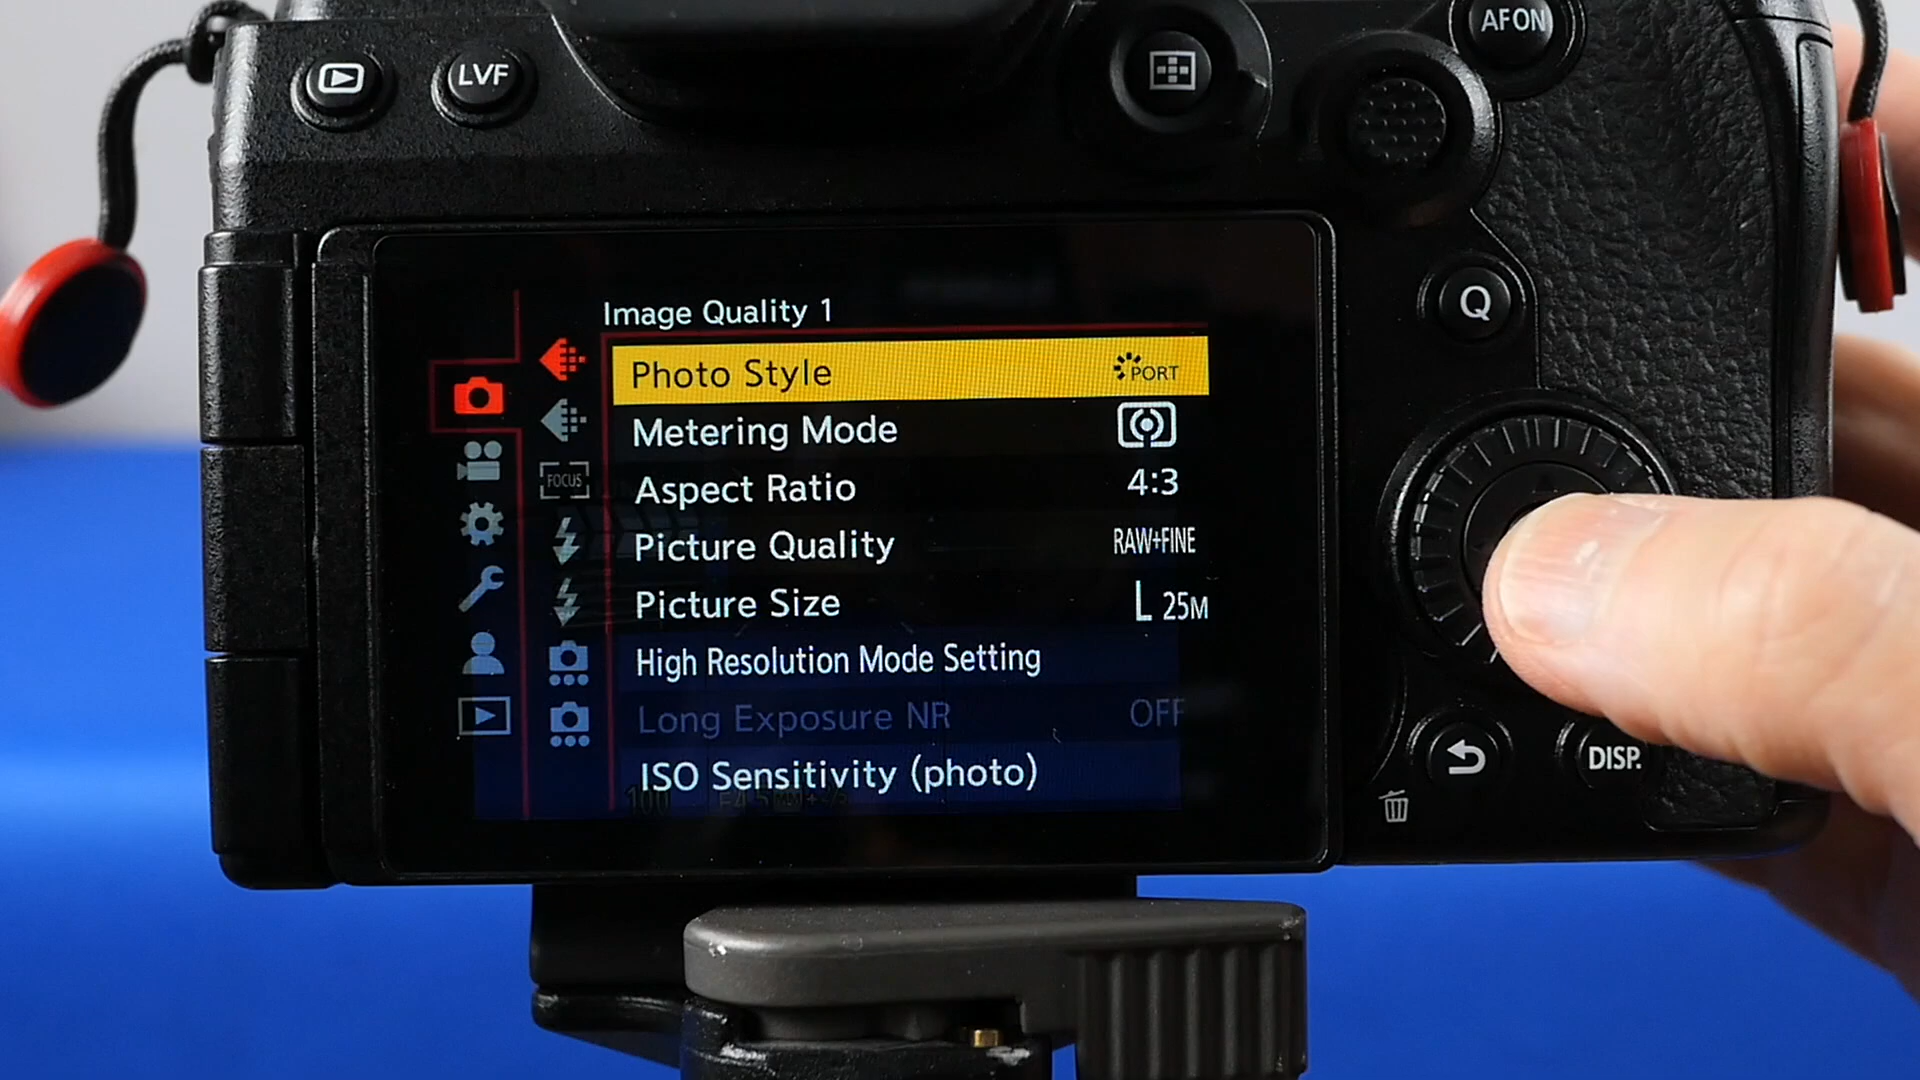 AF ON
LVF
Q
Image Quality 1
Photo Style PORT
Metering Mode
Aspect Ratio 4:3
FOCUS
Picture Quality RAW+FINE
Picture Size L 25M
High Resolution Mode Setting
Long Exposure NR OFF
ISO Sensitivity (photo)
100
DISP.